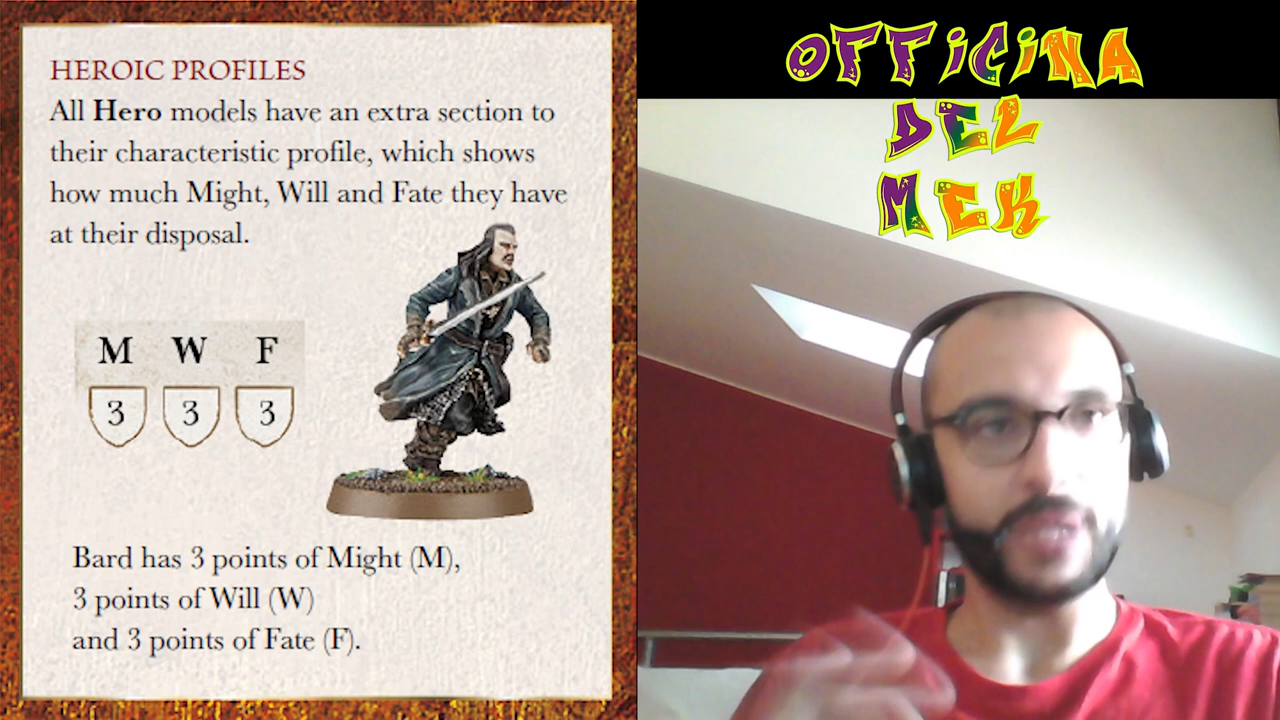 HEROIC PROFILES
All Hero models have an extra section to
their characteristic profile, which shows
how much Might, Will and Fate they have
at their disposal.
M W F
3 3 3
Bard has 3 points of Might (M),
3 points of Will (W)
and 3 points of Fate (F).
OFFiCiNA
DEL
MEK